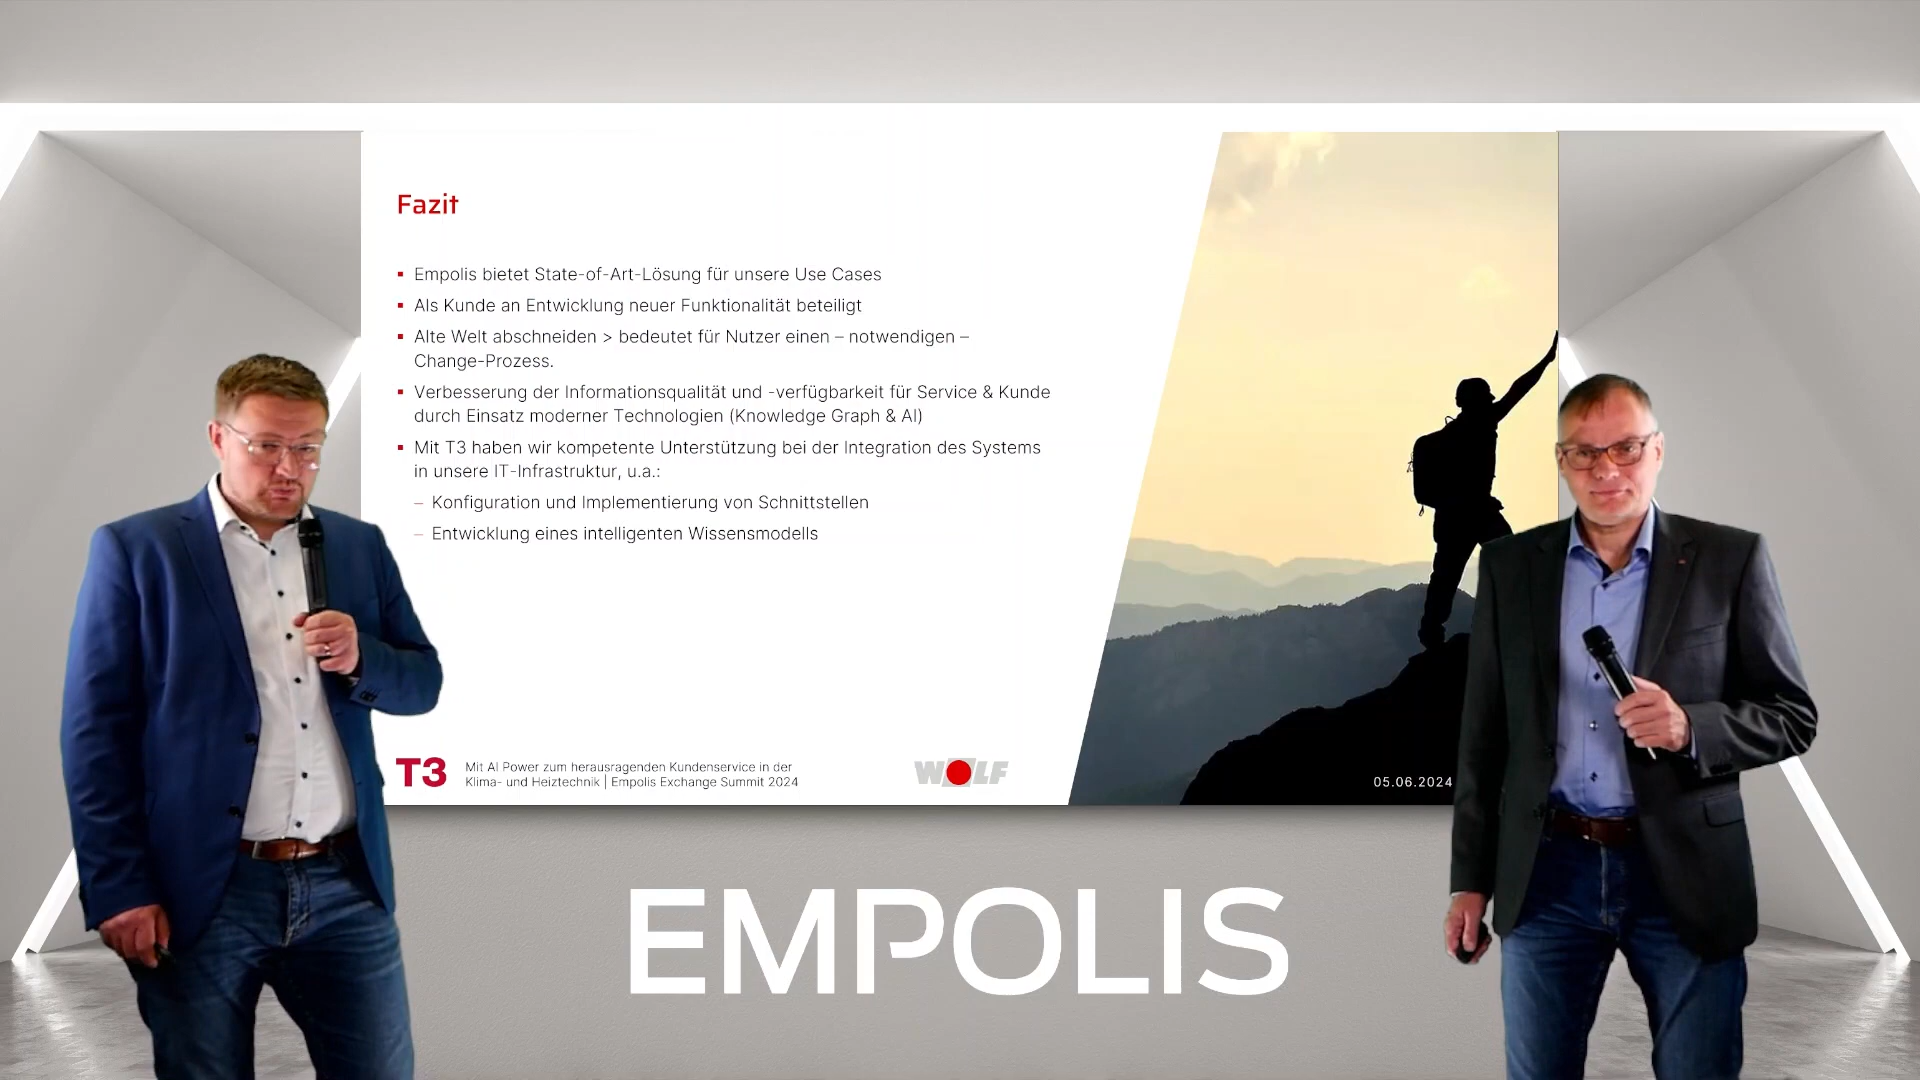 Fazit
Empolis bietet State-of-Art-Lösung für unsere Use Cases
Als Kunde an Entwicklung neuer Funktionalität beteiligt
Alte Welt abschneiden > bedeutet für Nutzer einen – notwendigen –
Change-Prozess.
Verbesserung der Informationsqualität und -verfügbarkeit für Service & Kunde
durch Einsatz moderner Technologien (Knowledge Graph & AI)
Mit T3 haben wir kompetente Unterstützung bei der Integration des Systems
in unsere IT-Infrastruktur, u.a.:
– Konfiguration und Implementierung von Schnittstellen
– Entwicklung eines intelligenten Wissensmodells
T3
Mit AI Power zum herausragenden Kundenservice in der
Klima- und Heiztechnik | Empolis Exchange Summit 2024
WOLF
05.06.2024
EMPOLIS